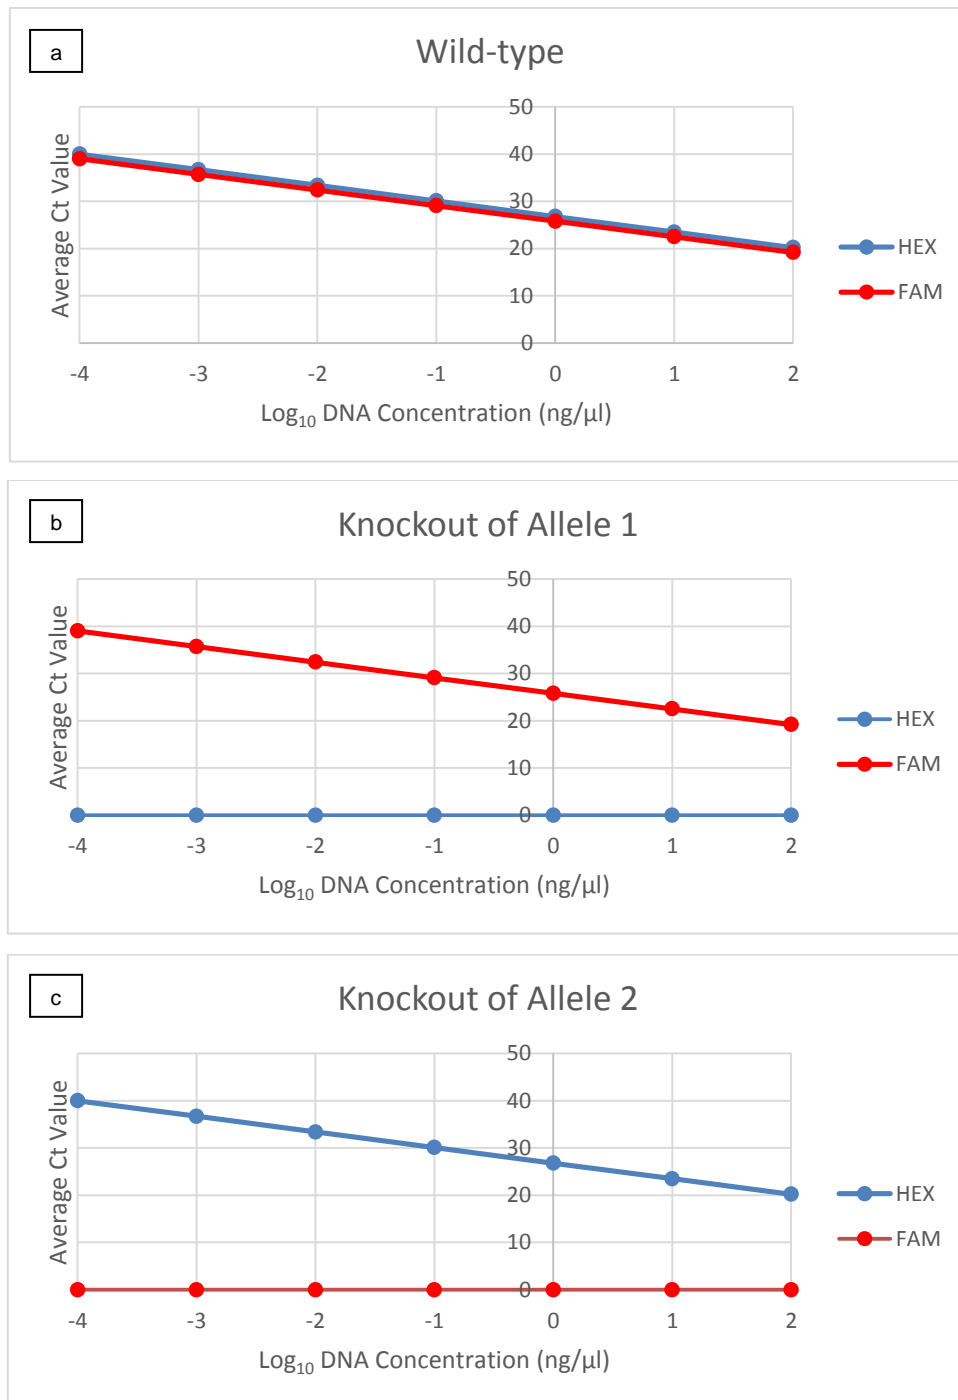 a
Wild-type
50
40
30
20
10
0
Average Ct Value
-4 -3 -2 -1 0 1 2
Log₁₀ DNA Concentration (ng/µl)
HEX
FAM
b
Knockout of Allele 1
50
40
30
20
10
0
Average Ct Value
-4 -3 -2 -1 0 1 2
Log₁₀ DNA Concentration (ng/µl)
HEX
FAM
c
Knockout of Allele 2
50
40
30
20
10
0
Average Ct Value
-4 -3 -2 -1 0 1 2
Log₁₀ DNA Concentration (ng/µl)
HEX
FAM